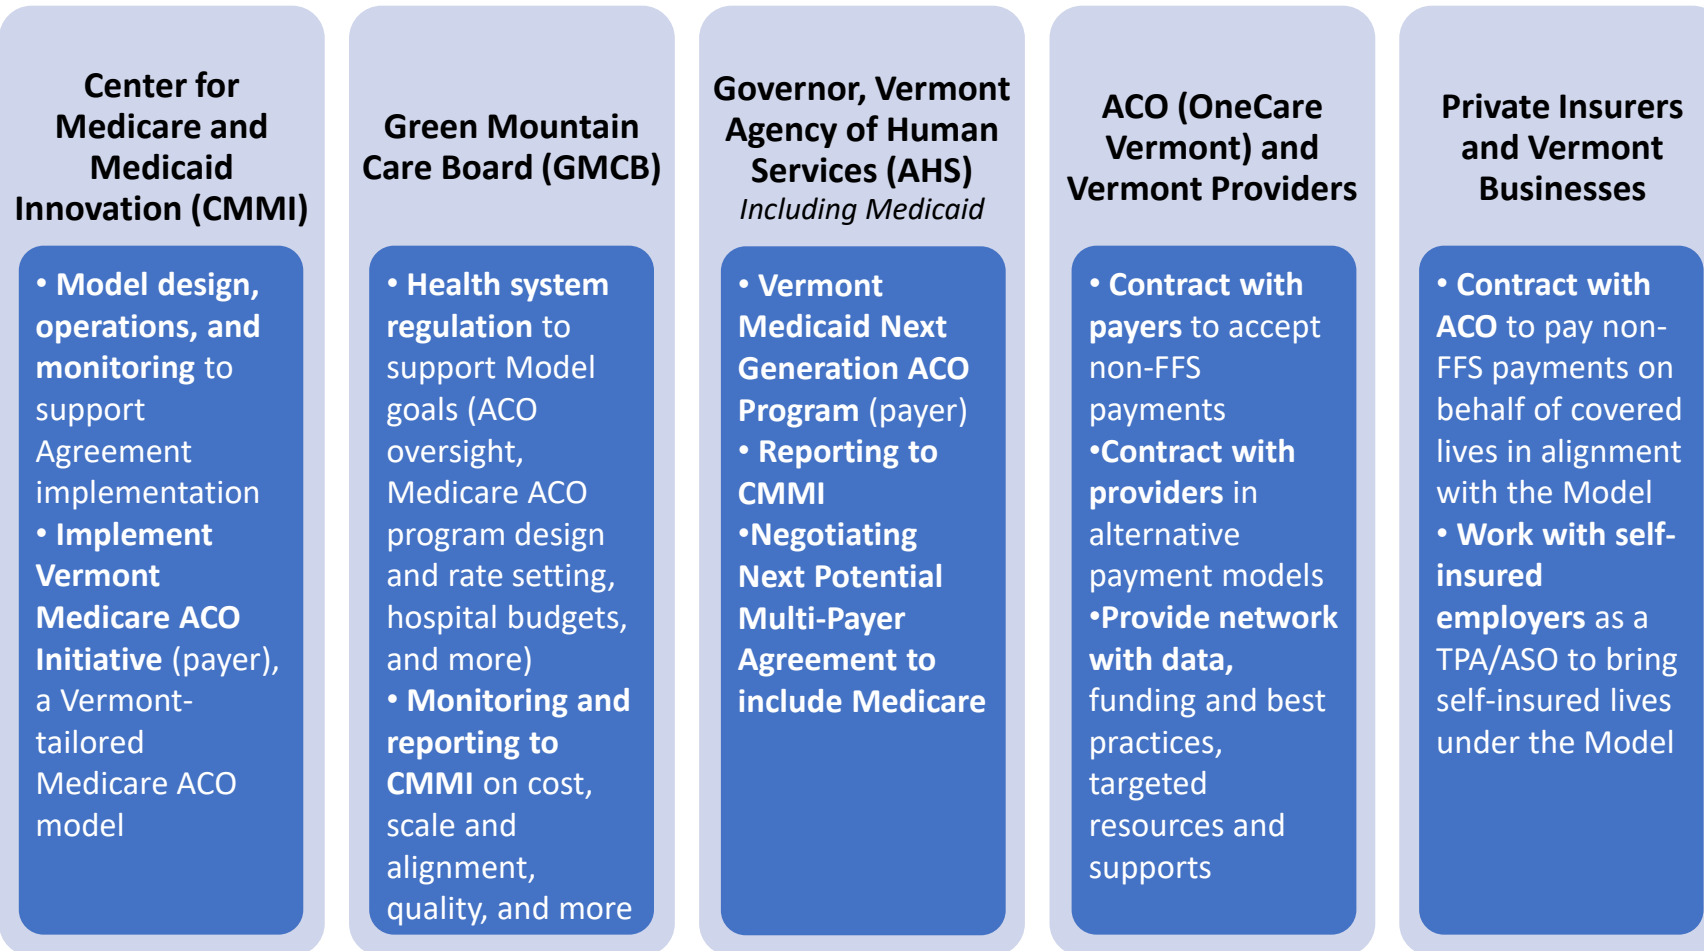 Center for
Medicare and
Medicaid
Innovation (CMMI)
• Model design,
operations, and
monitoring to
support
Agreement
implementation
• Implement
Vermont
Medicare ACO
Initiative (payer),
a Vermont-
tailored
Medicare ACO
model
Green Mountain
Care Board (GMCB)
• Health system
regulation to
support Model
goals (ACO
oversight,
Medicare ACO
program design
and rate setting,
hospital budgets,
and more)
• Monitoring and
reporting to
CMMI on cost,
scale and
alignment,
quality, and more
Governor, Vermont
Agency of Human
Services (AHS)
Including Medicaid
• Vermont
Medicaid Next
Generation ACO
Program (payer)
• Reporting to
CMMI
•Negotiating
Next Potential
Multi-Payer
Agreement to
include Medicare
ACO (OneCare
Vermont) and
Vermont Providers
• Contract with
payers to accept
non-FFS
payments
•Contract with
providers in
alternative
payment models
•Provide network
with data,
funding and best
practices,
targeted
resources and
supports
Private Insurers
and Vermont
Businesses
• Contract with
ACO to pay non-
FFS payments on
behalf of covered
lives in alignment
with the Model
• Work with self-
insured
employers as a
TPA/ASO to bring
self-insured lives
under the Model